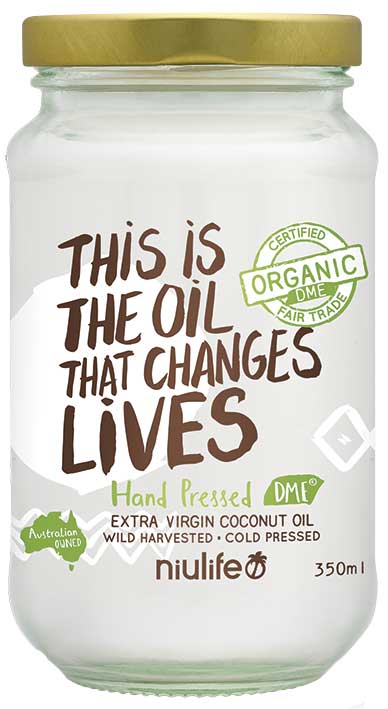 THIS IS
THE OIL
THAT CHANGES
LIVES
CERTIFIED
ORGANIC
DME
FAIR TRADE
Hand Pressed DME©
EXTRA VIRGIN COCONUT OIL
WILD HARVESTED • COLD PRESSED
Australian
OWNED
niulife
350ml